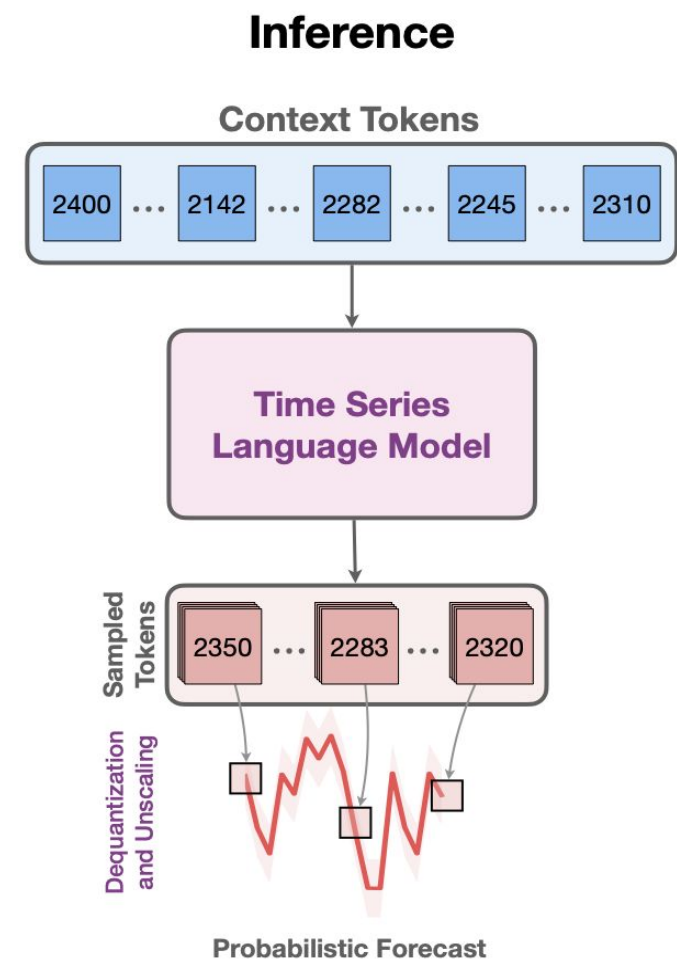 Inference
Context Tokens
2400 ... 2142 ... 2282 ... 2245 ... 2310
Time Series
Language Model
Sampled
Tokens
2350 ... 2283 ... 2320
Dequantization
and Unscaling
Probabilistic Forecast